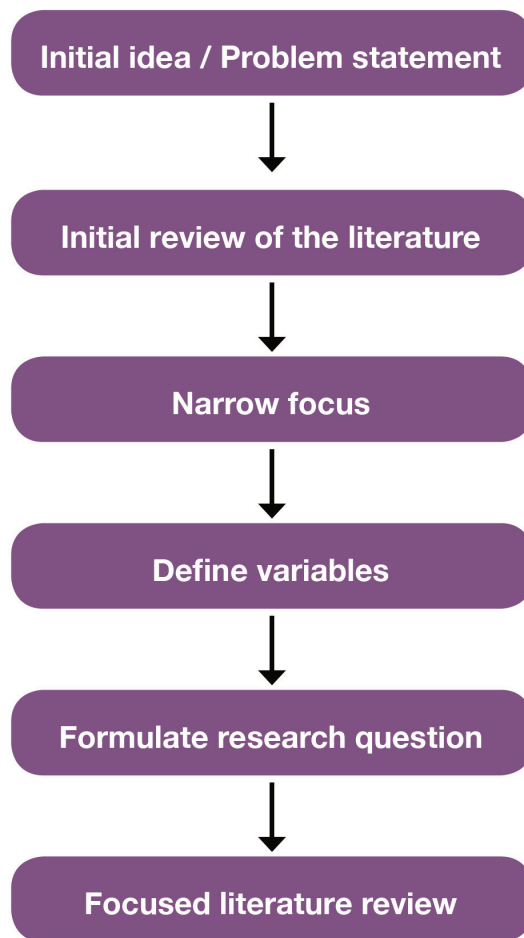 Initial idea / Problem statement
Initial review of the literature
Narrow focus
Define variables
Formulate research question
Focused literature review